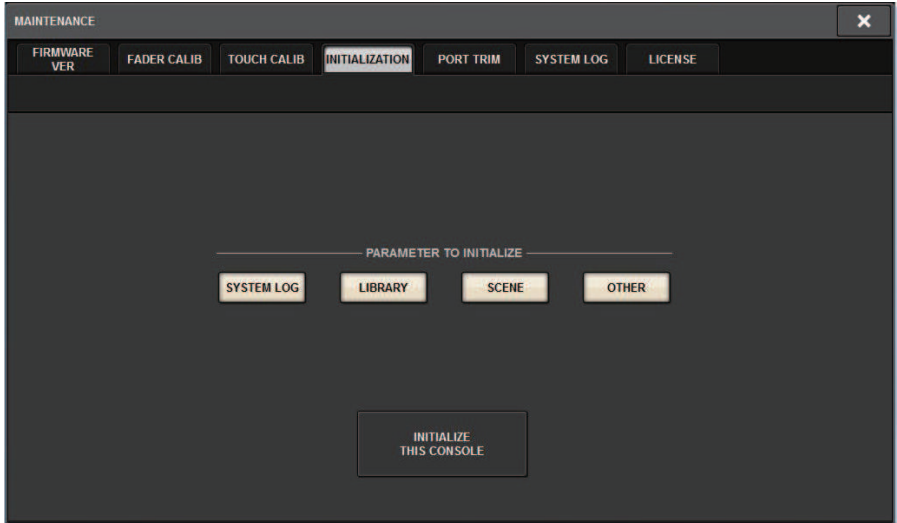 MAINTENANCE
FIRMWARE
VER
FADER CALIB
TOUCH CALIB
INITIALIZATION
PORT TRIM
SYSTEM LOG
LICENSE
PARAMETER TO INITIALIZE
SYSTEM LOG
LIBRARY
SCENE
OTHER
INITIALIZE
THIS CONSOLE